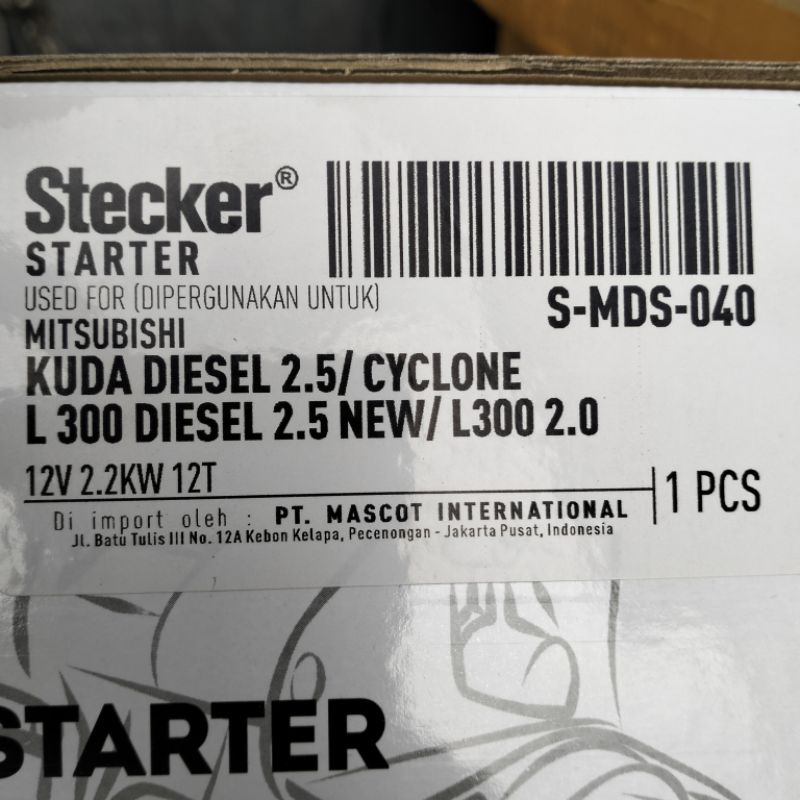 Stecker®
STARTER
USED FOR (DIPERGUNAKAN UNTUK)
S-MDS-040
MITSUBISHI
KUDA DIESEL 2.5/ CYCLONE
L 300 DIESEL 2.5 NEW/ L300 2.0
12V 2.2KW 12T
1 PCS
Di import oleh : PT. MASCOT INTERNATIONAL
Jl. Batu Tulis III No. 12A Kebon Kelapa, Pecenongan - Jakarta Pusat, Indonesia
STARTER